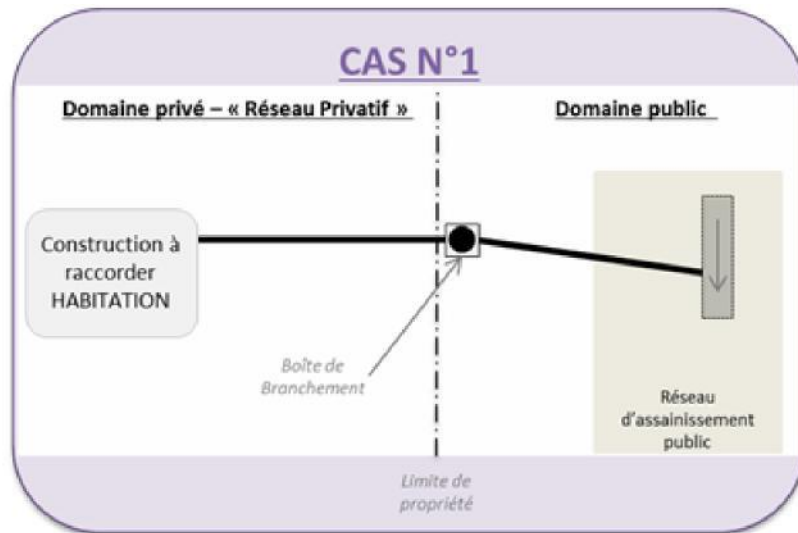 CAS N°1
Domaine privé – « Réseau Privatif »
Domaine public
Construction à
raccorder
HABITATION
Boîte de
Branchement
Réseau
d'assainissement
public
Limite de
propriété